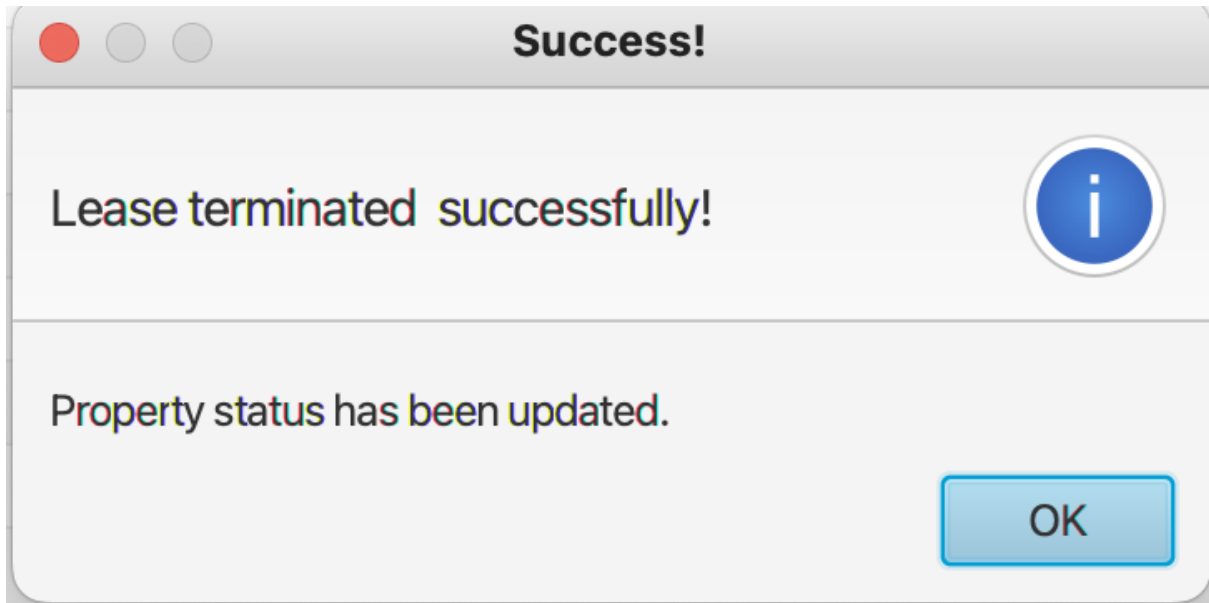 Success!
Lease terminated  successfully!
Property status has been updated.
OK